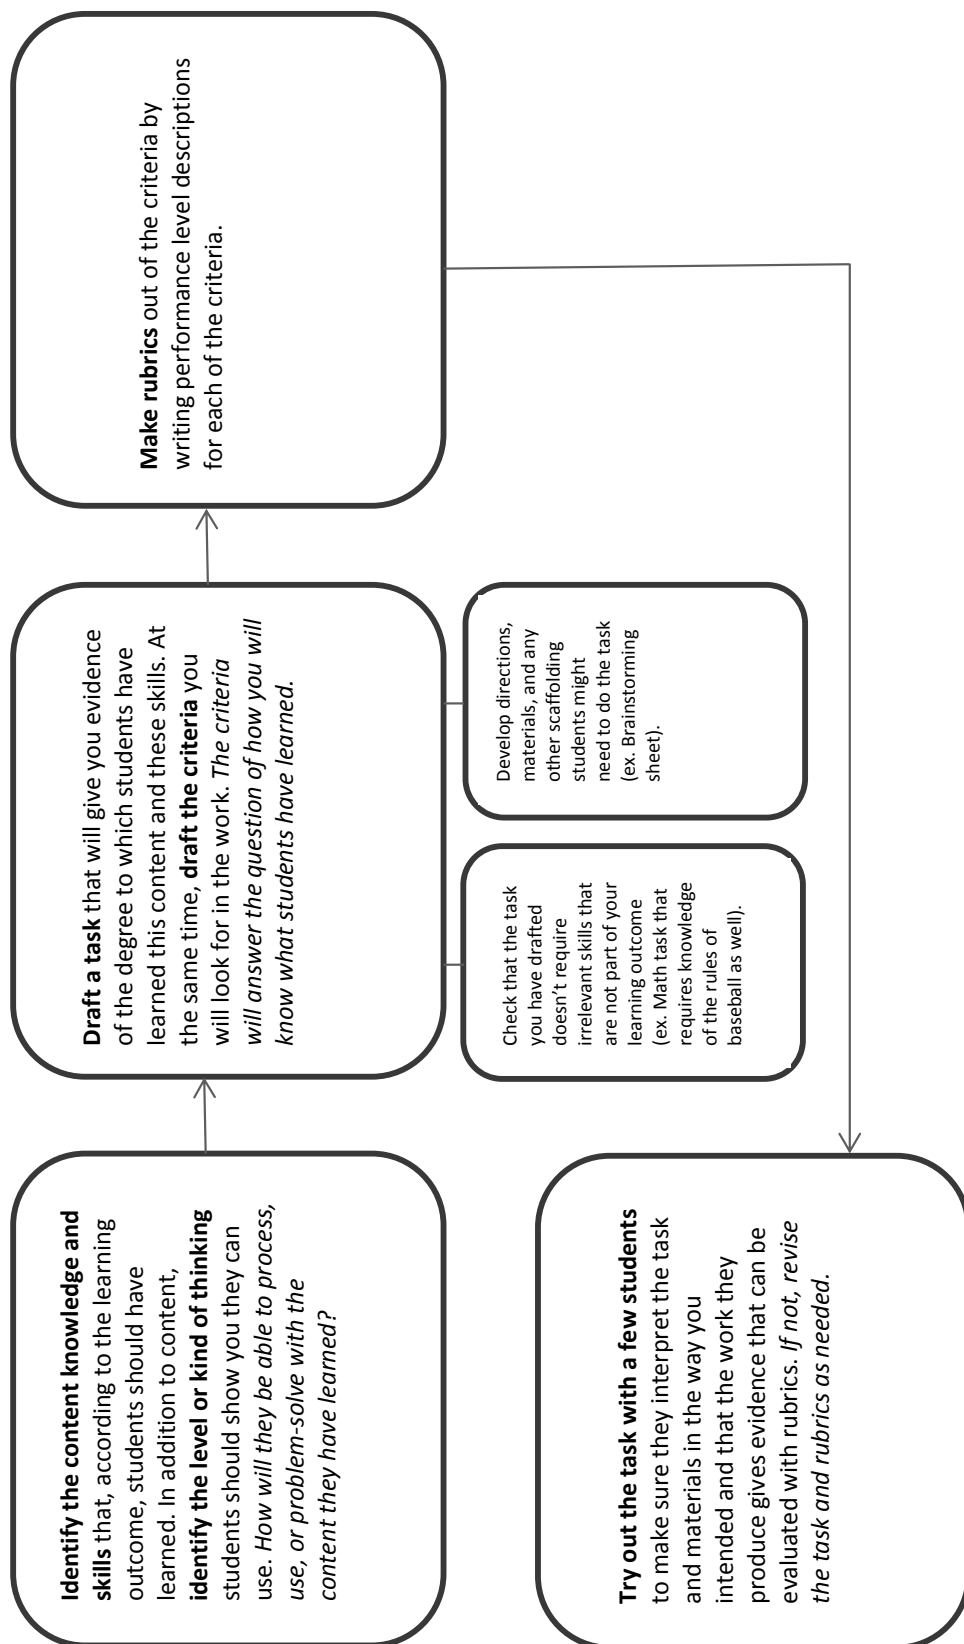 Identify the content knowledge and
skills that, according to the learning
outcome, students should have
learned. In addition to content,
identify the level or kind of thinking
students should show you they can
use. How will they be able to process,
use, or problem-solve with the
content they have learned?
Draft a task that will give you evidence
of the degree to which students have
learned this content and these skills. At
the same time, draft the criteria you
will look for in the work. The criteria
will answer the question of how you will
know what students have learned.
Make rubrics out of the criteria by
writing performance level descriptions
for each of the criteria.
Check that the task
you have drafted
doesn't require
irrelevant skills that
are not part of your
learning outcome
(ex. Math task that
requires knowledge
of the rules of
baseball as well).
Develop directions,
materials, and any
other scaffolding
students might
need to do the task
(ex. Brainstorming
sheet).
Try out the task with a few students
to make sure they interpret the task
and materials in the way you
intended and that the work they
produce gives evidence that can be
evaluated with rubrics. If not, revise
the task and rubrics as needed.